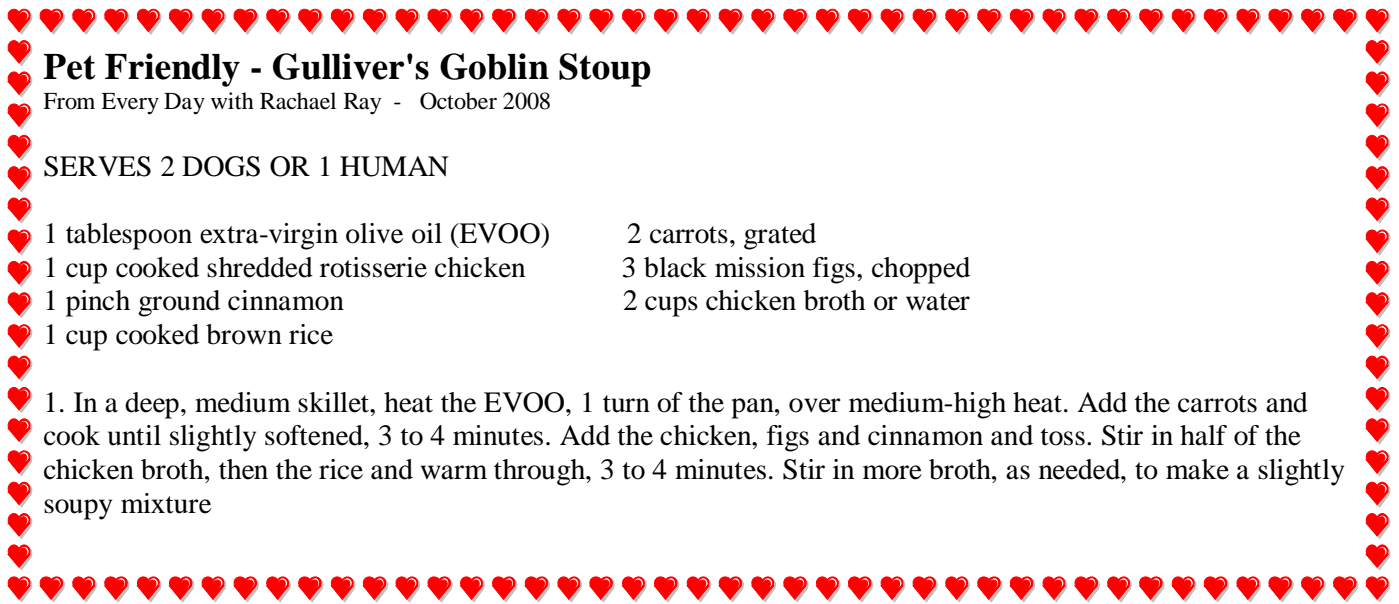 Pet Friendly - Gulliver's Goblin Stoup
From Every Day with Rachael Ray - October 2008
SERVES 2 DOGS OR 1 HUMAN
1 tablespoon extra-virgin olive oil (EVOO) 2 carrots, grated
1 cup cooked shredded rotisserie chicken 3 black mission figs, chopped
1 pinch ground cinnamon 2 cups chicken broth or water
1 cup cooked brown rice
1. In a deep, medium skillet, heat the EVOO, 1 turn of the pan, over medium-high heat. Add the carrots and
cook until slightly softened, 3 to 4 minutes. Add the chicken, figs and cinnamon and toss. Stir in half of the
chicken broth, then the rice and warm through, 3 to 4 minutes. Stir in more broth, as needed, to make a slightly
soupy mixture